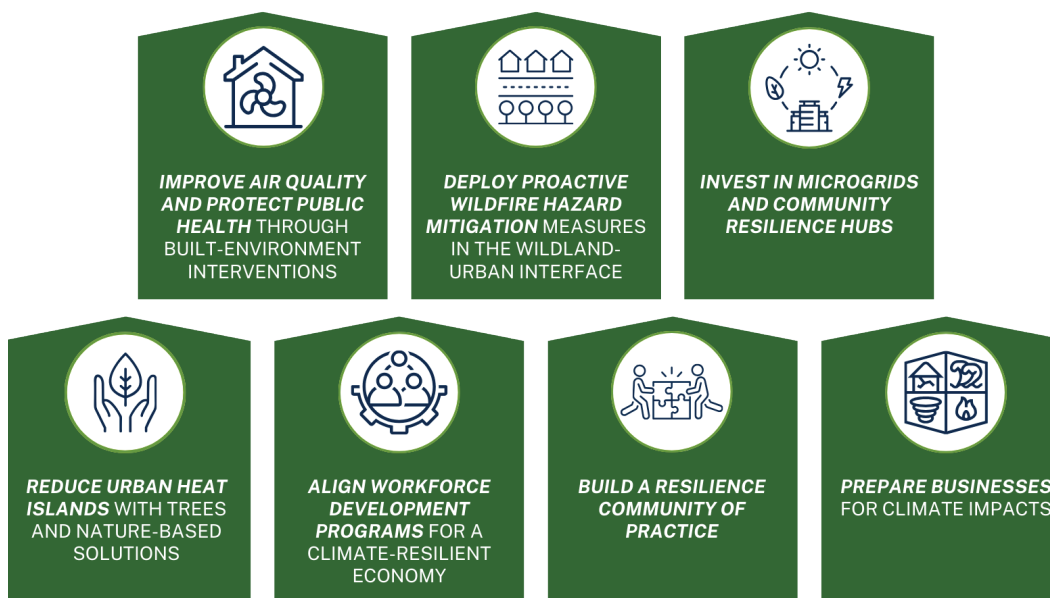 IMPROVE AIR QUALITY
AND PROTECT PUBLIC
HEALTH THROUGH
BUILT-ENVIRONMENT
INTERVENTIONS
DEPLOY PROACTIVE
WILDFIRE HAZARD
MITIGATION MEASURES
IN THE WILDLAND-
URBAN INTERFACE
INVEST IN MICROGRIDS
AND COMMUNITY
RESILIENCE HUBS
REDUCE URBAN HEAT
ISLANDS WITH TREES
AND NATURE-BASED
SOLUTIONS
ALIGN WORKFORCE
DEVELOPMENT
PROGRAMS FOR A
CLIMATE-RESILIENT
ECONOMY
BUILD A RESILIENCE
COMMUNITY OF
PRACTICE
PREPARE BUSINESSES
FOR CLIMATE IMPACTS